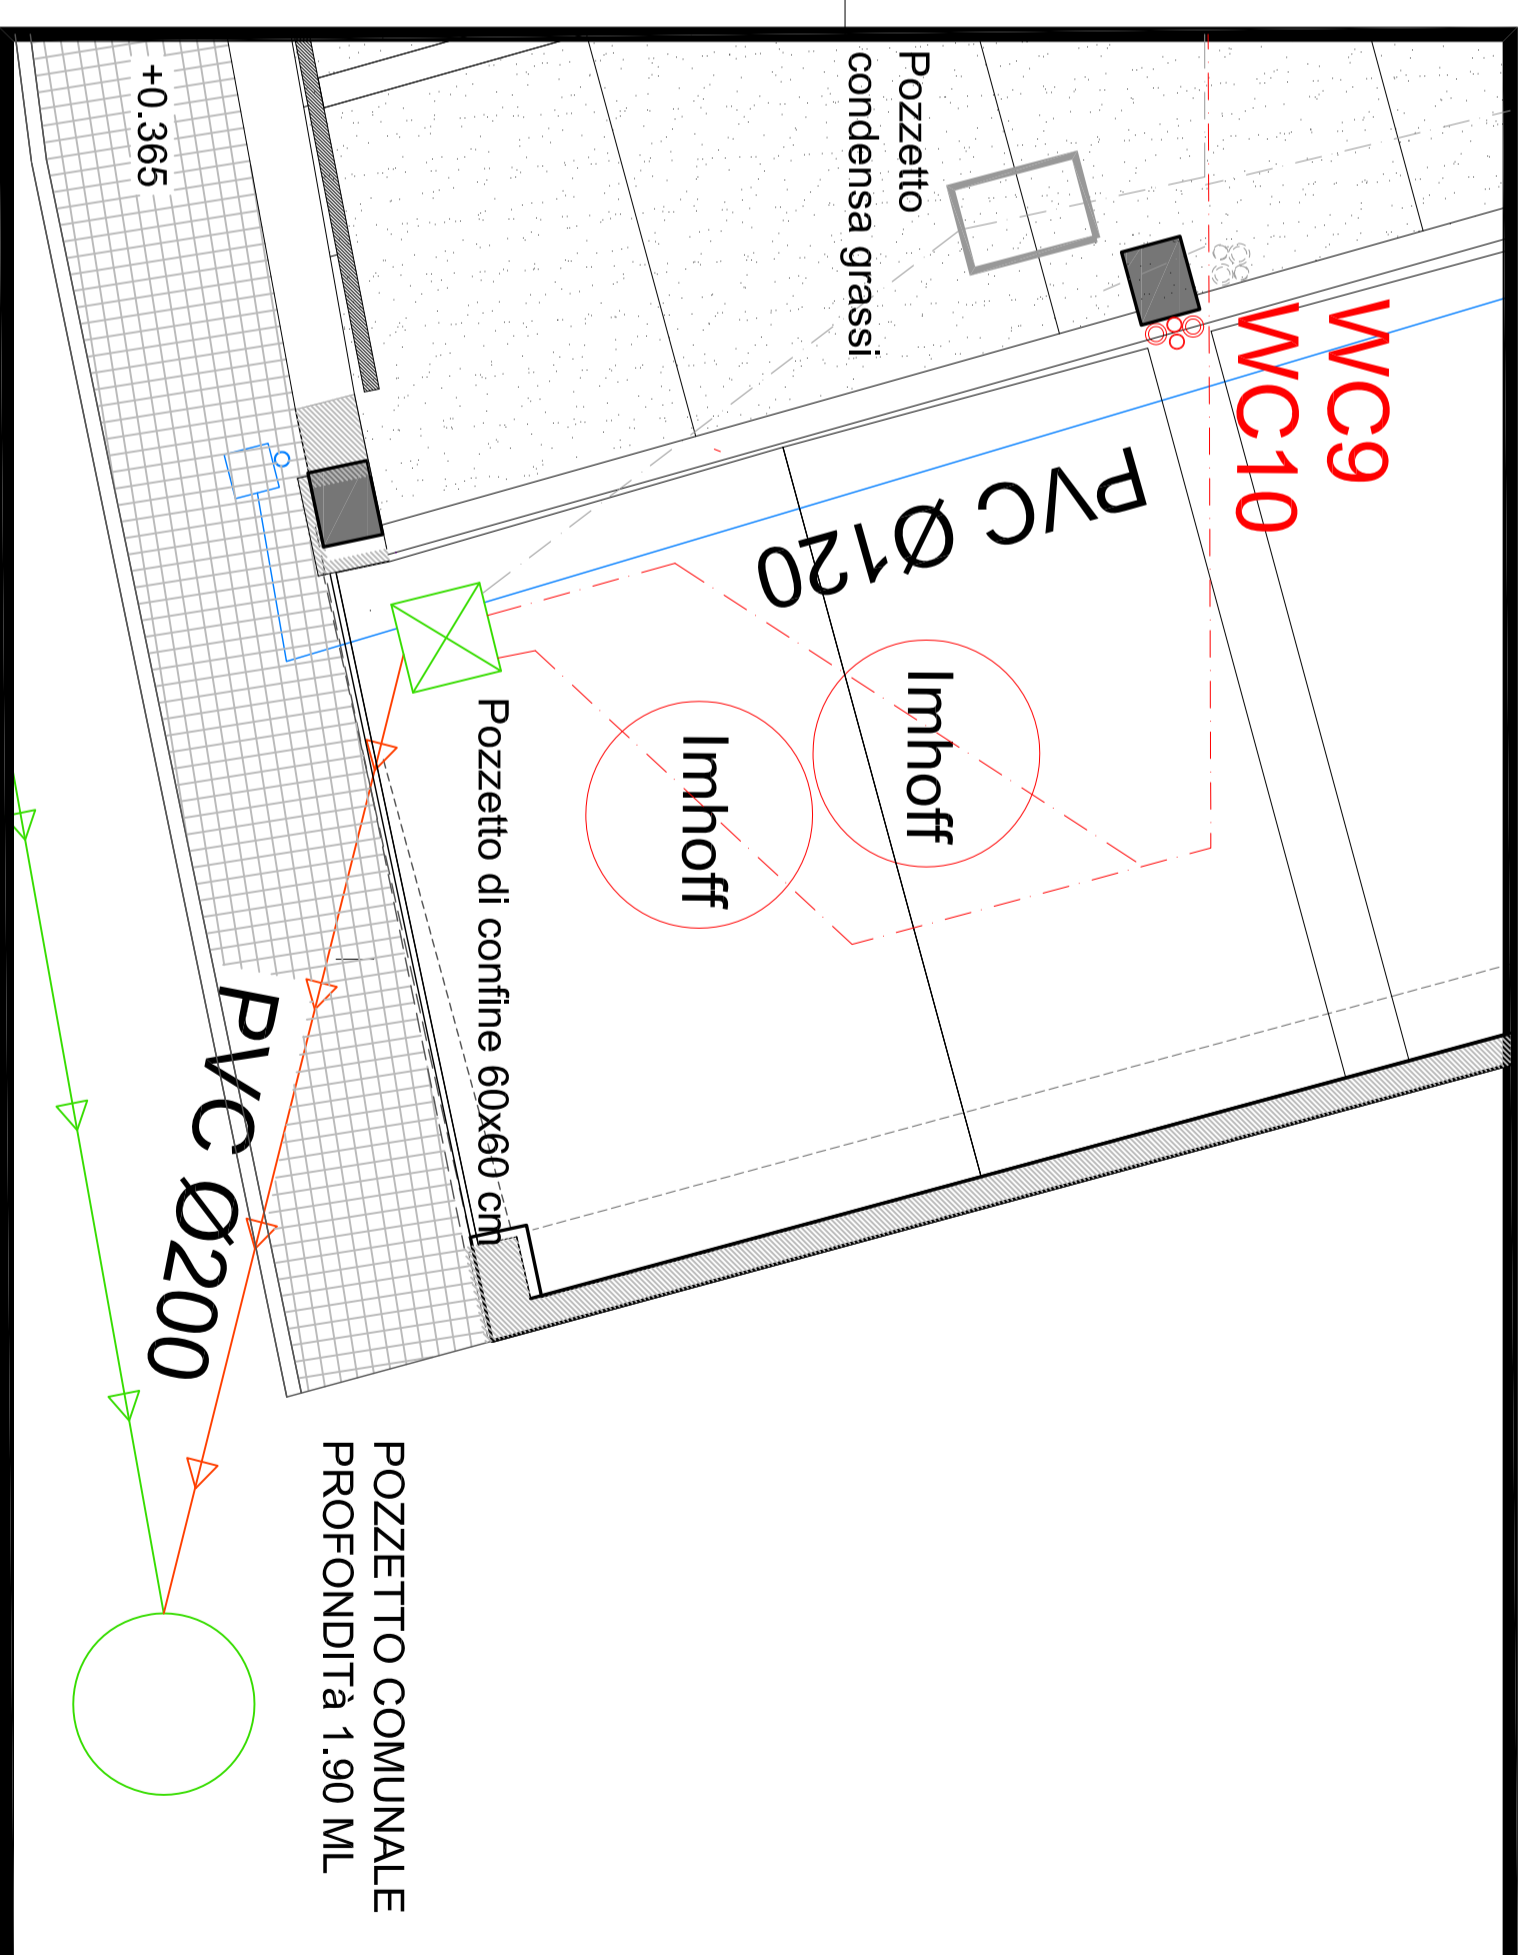 WC9
WC10
Pozzetto
condensa grassi
+0.365
PVC Ø120
Imhoff
Imhoff
Pozzetto di confine 60x60 cm
PVC Ø200
POZZETTO COMUNALE
PROFONDITà 1.90 ML